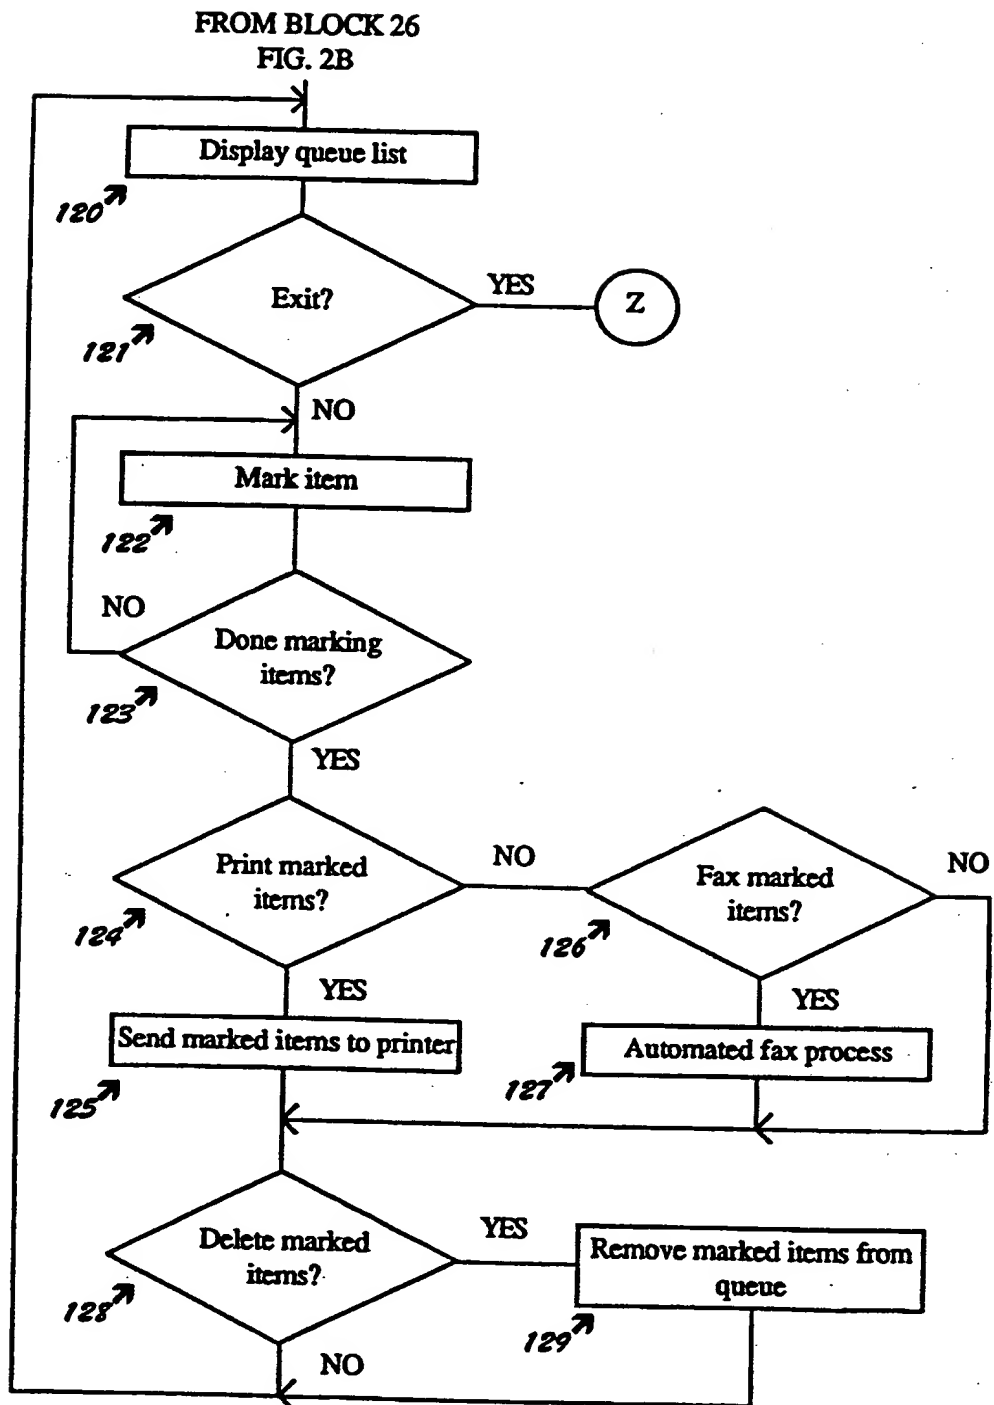 FROM BLOCK 26
FIG. 2B
Display queue list
120
Exit?
YES
Z
121
NO
Mark item
122
NO
Done marking
items?
123
YES
Print marked
items?
NO
Fax marked
items?
NO
124
126
YES
YES
Send marked items to printer
Automated fax process
125
127
Delete marked
items?
YES
Remove marked items from
queue
128
129
NO